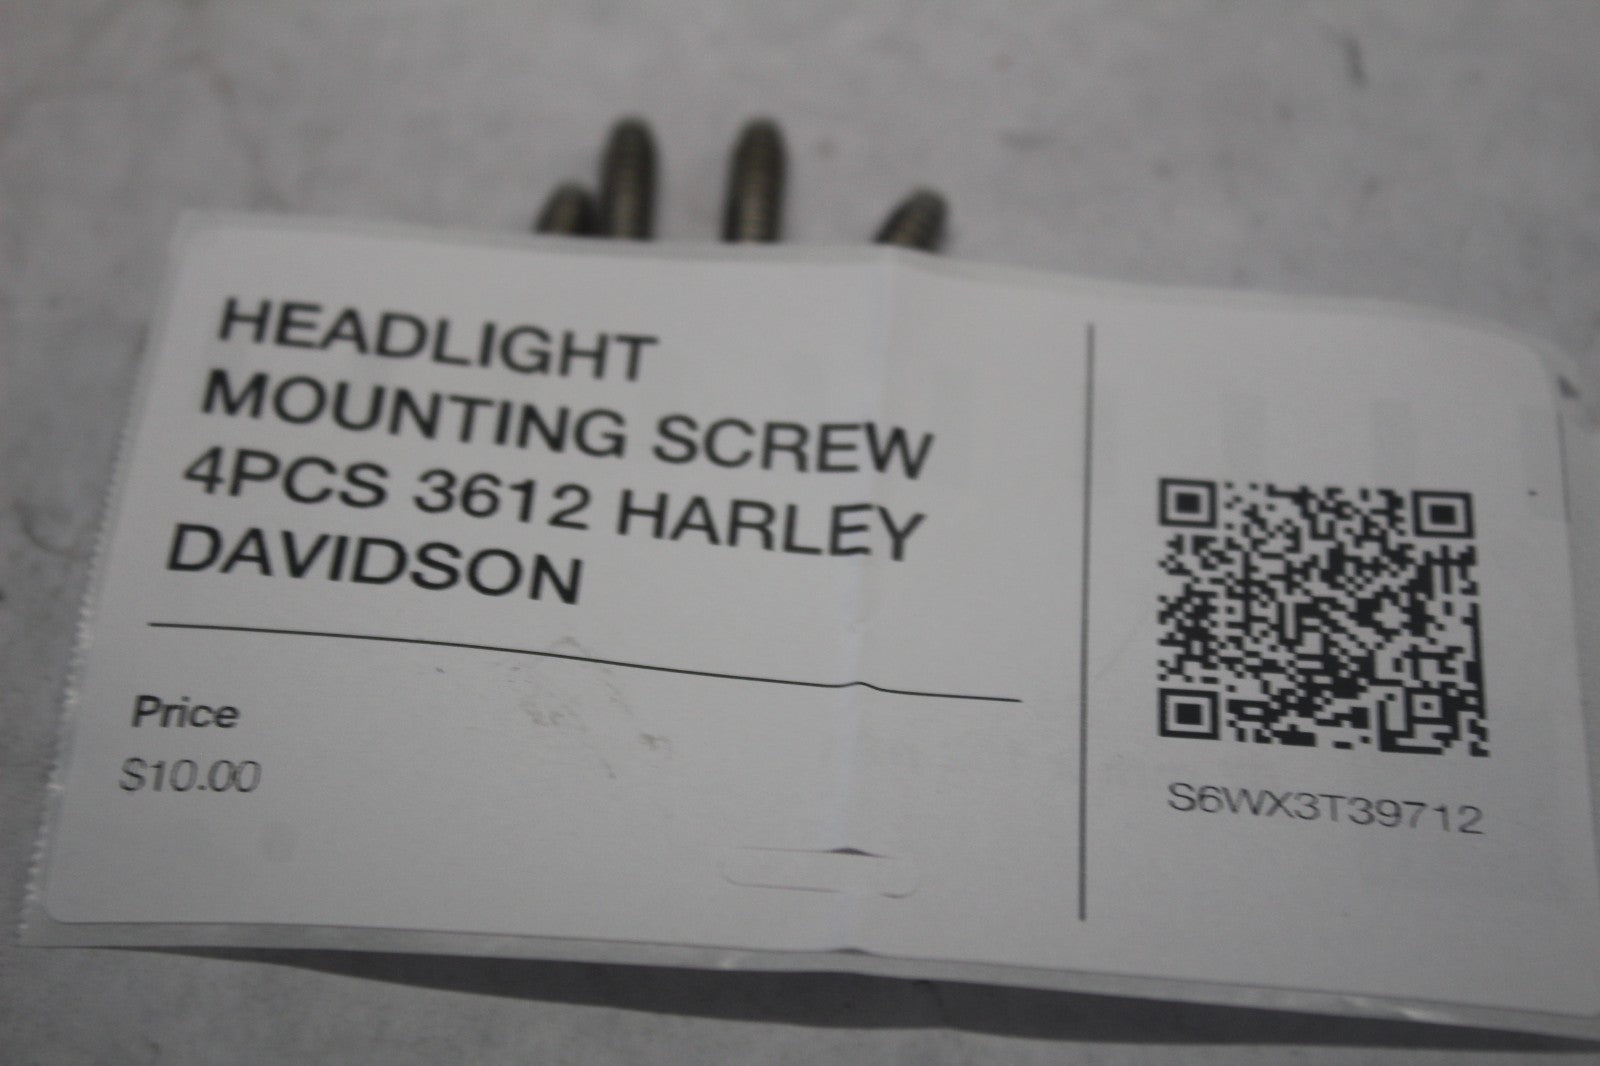 HEADLIGHT
MOUNTING SCREW
4PCS 3612 HARLEY
DAVIDSON
Price
$10.00
S6WX3T39712